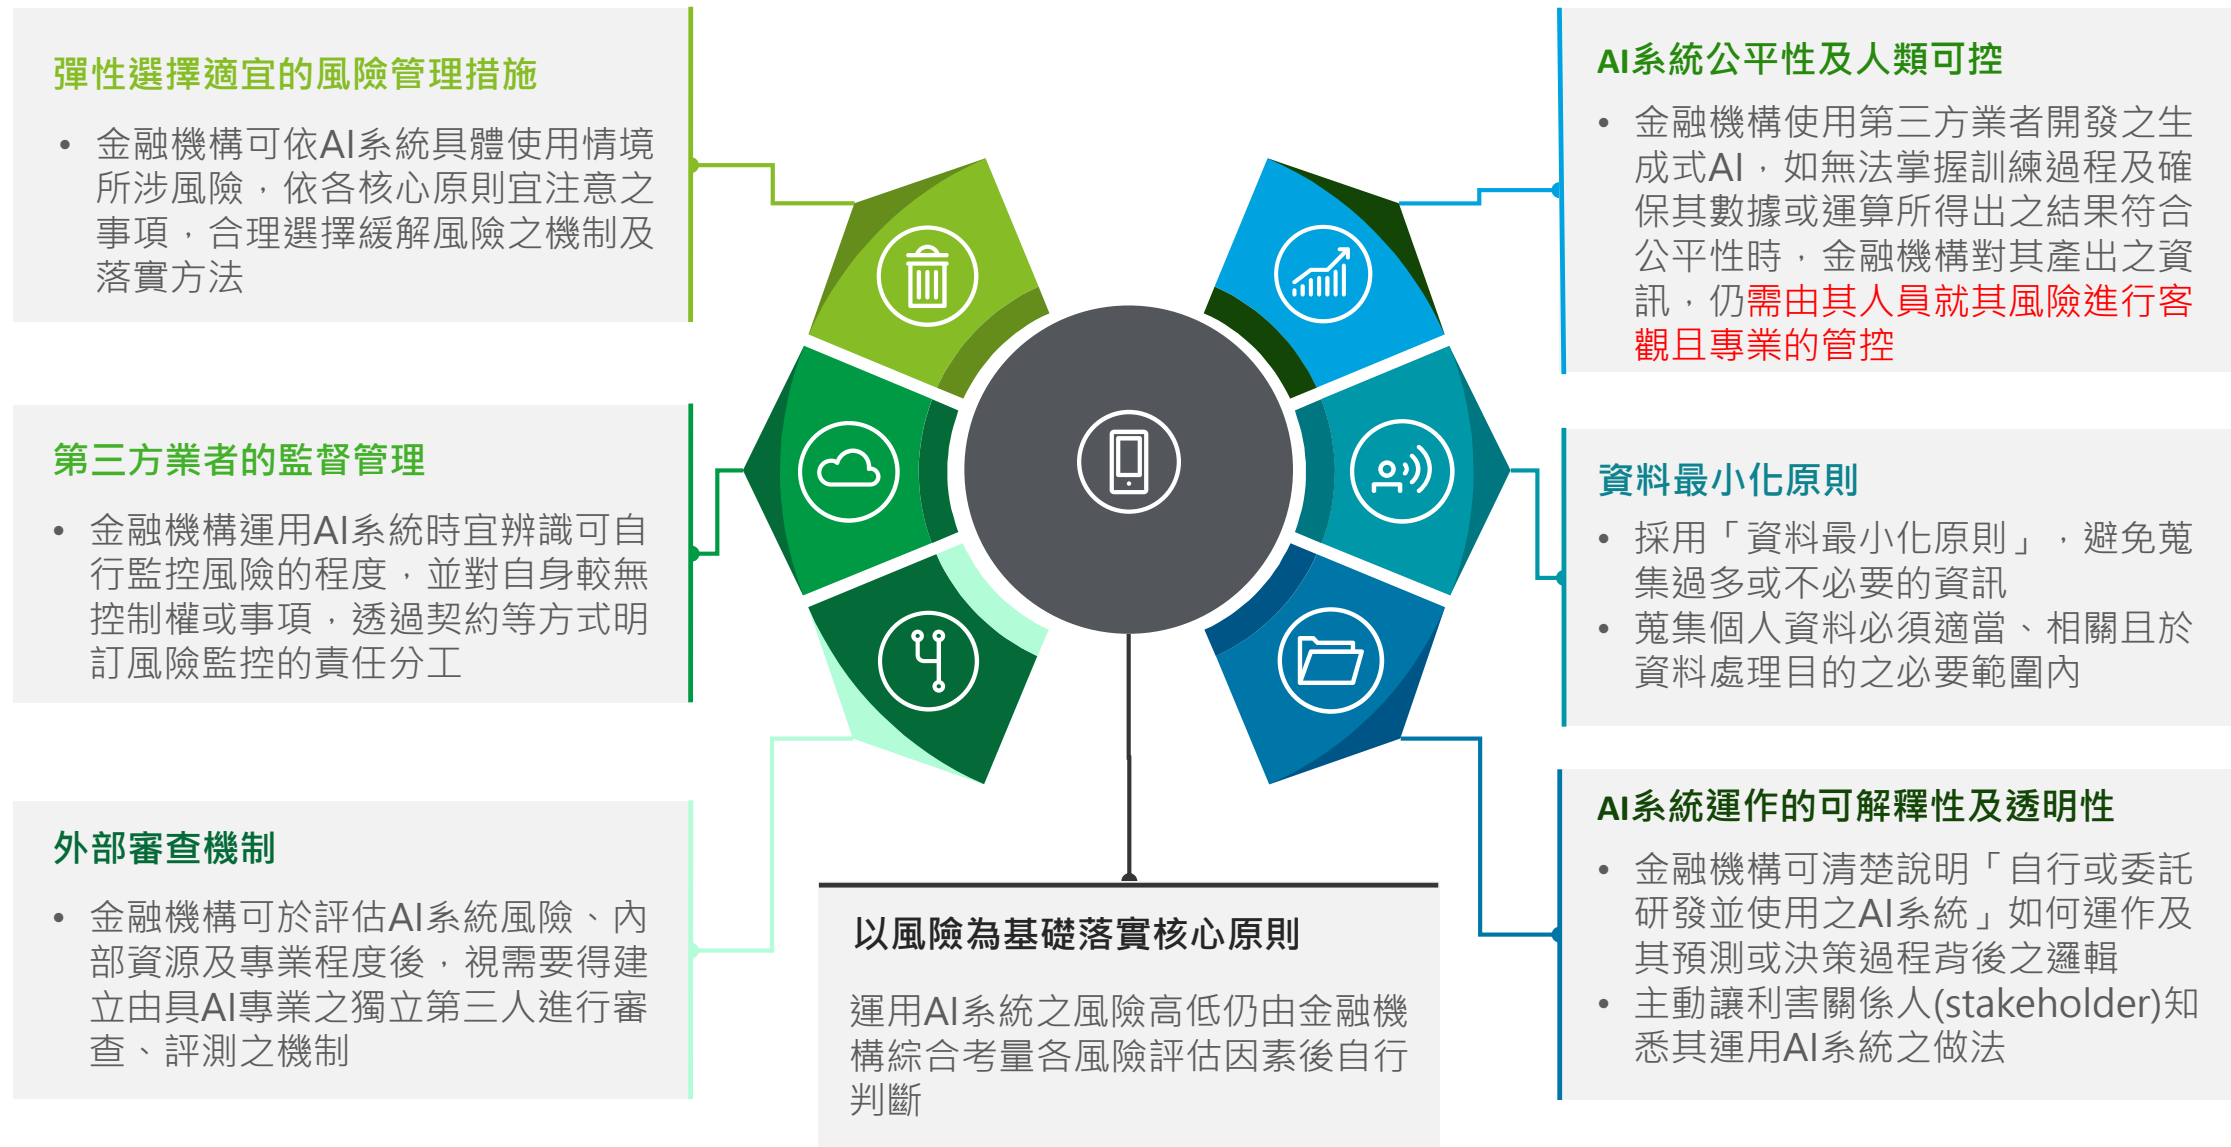 彈性選擇適宜的風險管理措施
• 金融機構可依AI系統具體使用情境
所涉風險，依各核心原則宜注意之
事項，合理選擇緩解風險之機制及
落實方法
第三方業者的監督管理
• 金融機構運用AI系統時宜辨識可自
行監控風險的程度，並對自身較無
控制權或事項，透過契約等方式明
訂風險監控的責任分工
外部審查機制
• 金融機構可於評估AI系統風險、內
部資源及專業程度後，視需要得建
立由具AI專業之獨立第三人進行審
查、評測之機制
以風險為基礎落實核心原則
運用AI系統之風險高低仍由金融機
構綜合考量各風險評估因素後自行
判斷
AI系統公平性及人類可控
• 金融機構使用第三方業者開發之生
成式AI，如無法掌握訓練過程及確
保其數據或運算所得出之結果符合
公平性時，金融機構對其產出之資
訊，仍需由其人員就其風險進行客
觀且專業的管控
資料最小化原則
• 採用「資料最小化原則」，避免蒐
集過多或不必要的資訊
• 蒐集個人資料必須適當、相關且於
資料處理目的之必要範圍內
AI系統運作的可解釋性及透明性
• 金融機構可清楚說明「自行或委託
研發並使用之AI系統」如何運作及
其預測或決策過程背後之邏輯
• 主動讓利害關係人(stakeholder)知
悉其運用AI系統之做法